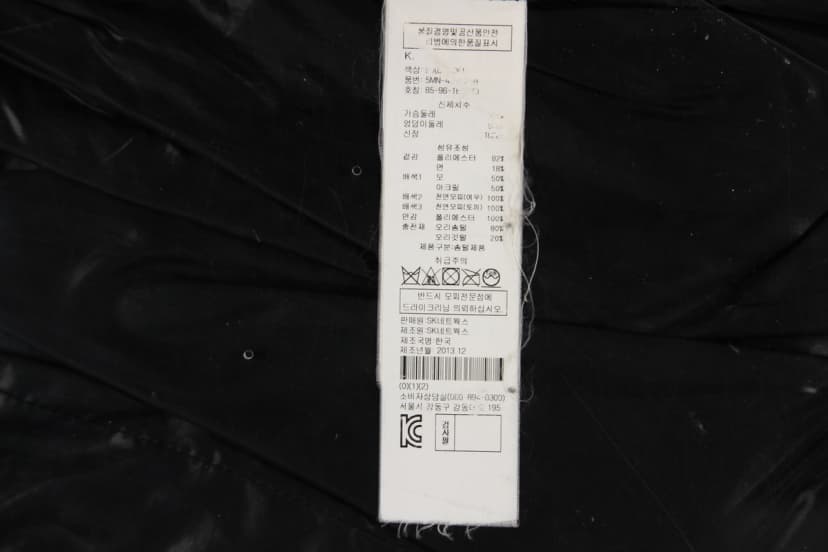 품질경영및공산품안전
리법에의한품질표시
K.
색상:
품번: SMN-
호칭: 85-96-16
신체치수
가슴둘레
엉덩이둘레
신장
섬유조성
겉감 폴리에스터 82%
면 18%
배색1 모 50%
아크릴 50%
배색2 천연모피(여우) 100%
배색3 천연모피(토끼) 100%
안감 폴리에스터 100%
충전재 오리솜털 80%
오리깃털 20%
제품구분:솜털제품
취급주의
반드시 모피전문점에
드라이크리닝 의뢰하십시오.
판매원:SK네트웍스
제조원:SK네트웍스
제조국명:한국
제조년월 2013.12
(0)(1)(2)
소비자상담실
서울시 강동구 195
검사필